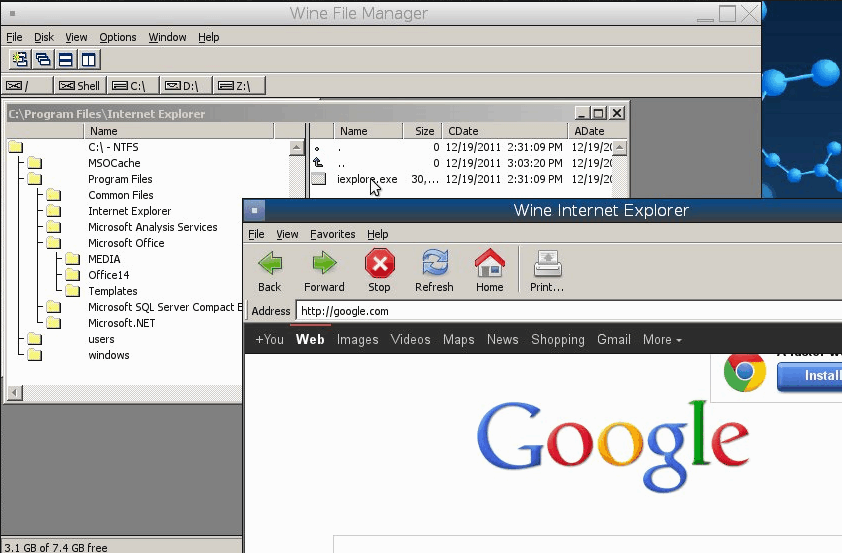 Wine File Manager
File Disk View Options Window Help
/ Shell C:\ D:\ Z:\
C:\Program Files\Internet Explorer
Name Name Size CDate ADate
C:\ - NTFS
MSOCache
Program Files
Common Files
Internet Explorer
Microsoft Analysis Services
Microsoft Office
MEDIA
Office14
Templates
Microsoft SQL Server Compact E
Microsoft.NET
users
windows
. 0 12/19/2011 2:31:09 PM 12/19/20
.. 0 12/19/2011 3:03:20 PM 12/19/20
iexplore.exe 30,... 12/19/2011 2:31:09 PM 12/19/20
Wine Internet Explorer
File View Favorites Help
Back Forward Stop Refresh Home Print...
Address http://google.com
+You Web Images Videos Maps News Shopping Gmail More
Install
Google
3.1 GB of 7.4 GB free